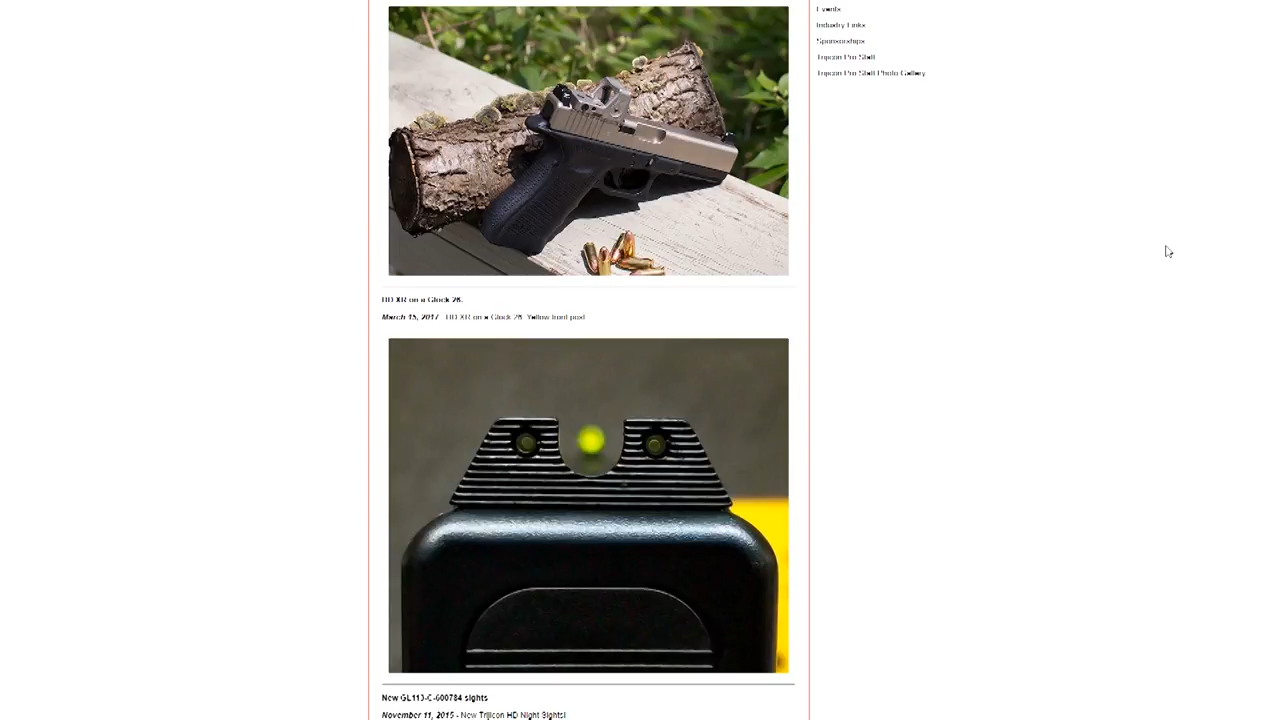 Events
Industry Links
Sponsorships
Trijicon Pro Staff
Trijicon Pro Staff Photo Gallery
HD XR on a Glock 26.
March 15, 2017 - HD XR on a Glock 26. Yellow front post
New GL113-C-600784 sights
November 11, 2015 - New Trijicon HD Night Sights!